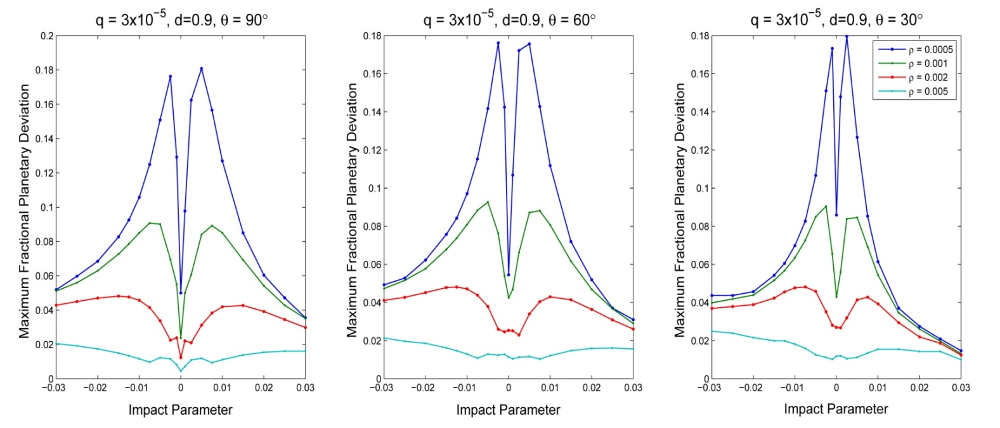 q = 3x10⁻⁵, d=0.9, θ = 90°
0.2
0.18
0.16
0.14
0.12
0.1
0.08
0.06
0.04
0.02
0
−0.03 −0.02 −0.01 0 0.01 0.02 0.03
Maximum Fractional Planetary Deviation
Impact Parameter
q = 3x10⁻⁵, d=0.9, θ = 60°
0.18
0.16
0.14
0.12
0.1
0.08
0.06
0.04
0.02
0
−0.03 −0.02 −0.01 0 0.01 0.02 0.03
Maximum Fractional Planetary Deviation
Impact Parameter
q = 3x10⁻⁵, d=0.9, θ = 30°
0.18
0.16
0.14
0.12
0.1
0.08
0.06
0.04
0.02
0
−0.03 −0.02 −0.01 0 0.01 0.02 0.03
Maximum Fractional Planetary Deviation
Impact Parameter
ρ = 0.0005
ρ = 0.001
ρ = 0.002
ρ = 0.005